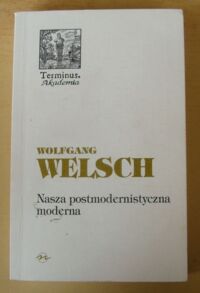 Terminus.
Akademia
WOLFGANG
WELSCH
Nasza postmodernistyczna
moderna